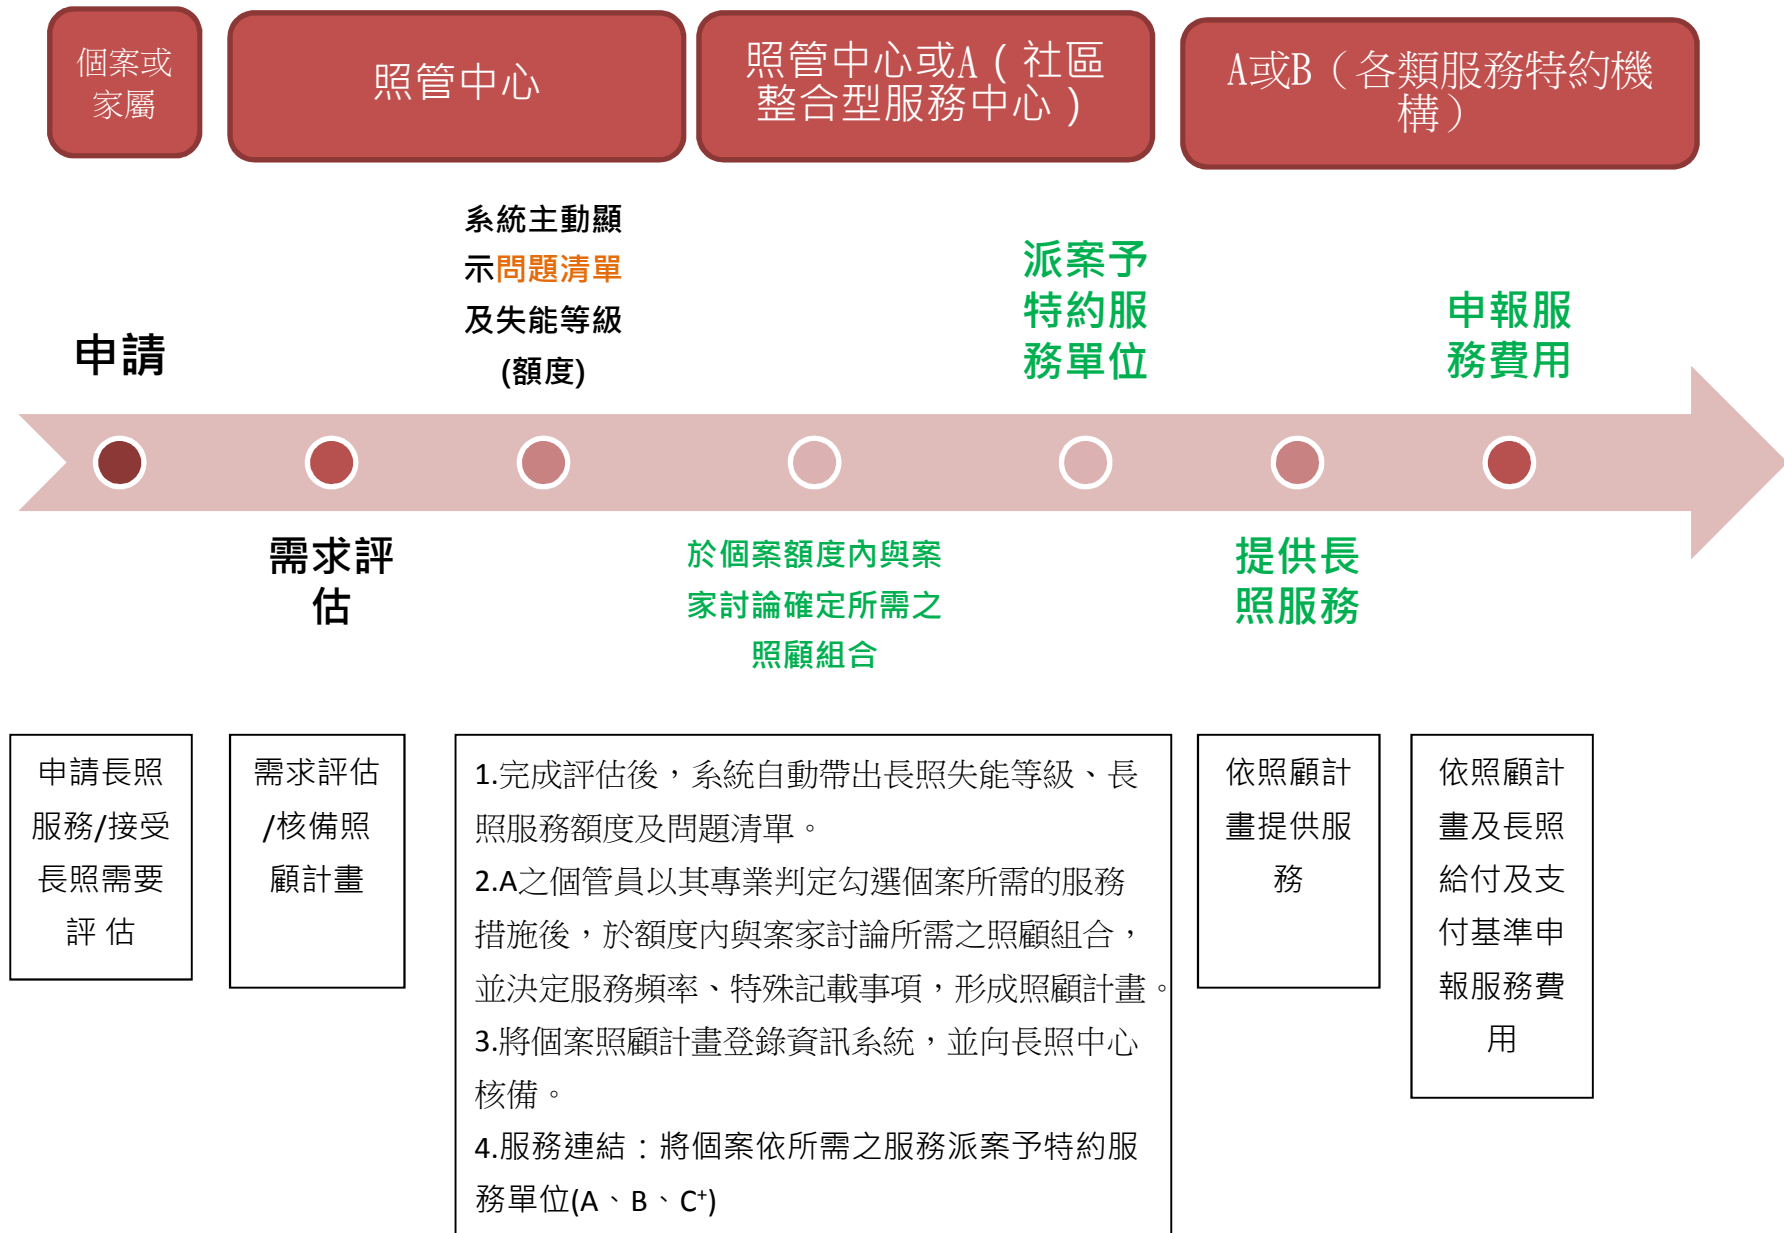 個案或
家屬
照管中心
照管中心或A（社區
整合型服務中心）
A或B（各類服務特約機
構）
系統主動顯
示問題清單
及失能等級
(額度)
派案予
特約服
務單位
申報服
務費用
申請
需求評
估
於個案額度內與案
家討論確定所需之
照顧組合
提供長
照服務
申請長照
服務/接受
長照需要
評 估
需求評估
/核備照
顧計畫
1.完成評估後，系統自動帶出長照失能等級、長
照服務額度及問題清單。
2.A之個管員以其專業判定勾選個案所需的服務
措施後，於額度內與案家討論所需之照顧組合，
並決定服務頻率、特殊記載事項，形成照顧計畫。
3.將個案照顧計畫登錄資訊系統，並向長照中心
核備。
4.服務連結：將個案依所需之服務派案予特約服
務單位(A、B、C⁺)
依照顧計
畫提供服
務
依照顧計
畫及長照
給付及支
付基準申
報服務費
用